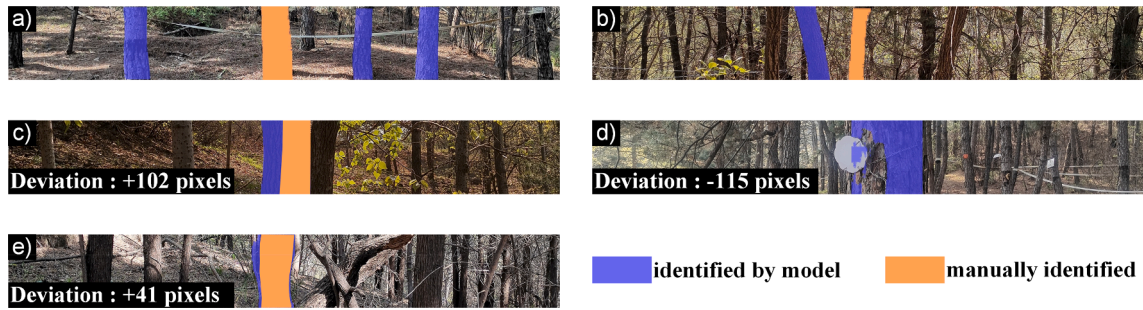 a)
b)
c)
Deviation : +102 pixels
d)
Deviation : -115 pixels
e)
Deviation : +41 pixels
identified by model
manually identified